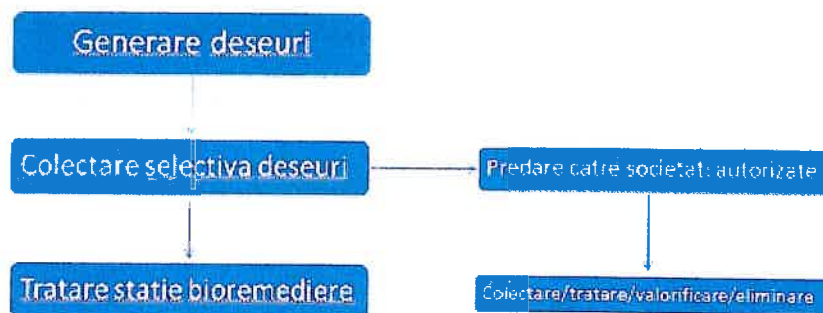 Generare deseuri
Colectare selectiva deseuri
Predare catre societati autorizate
Tratare statie bioremediere
Colectare/tratare/valorificare/eliminare